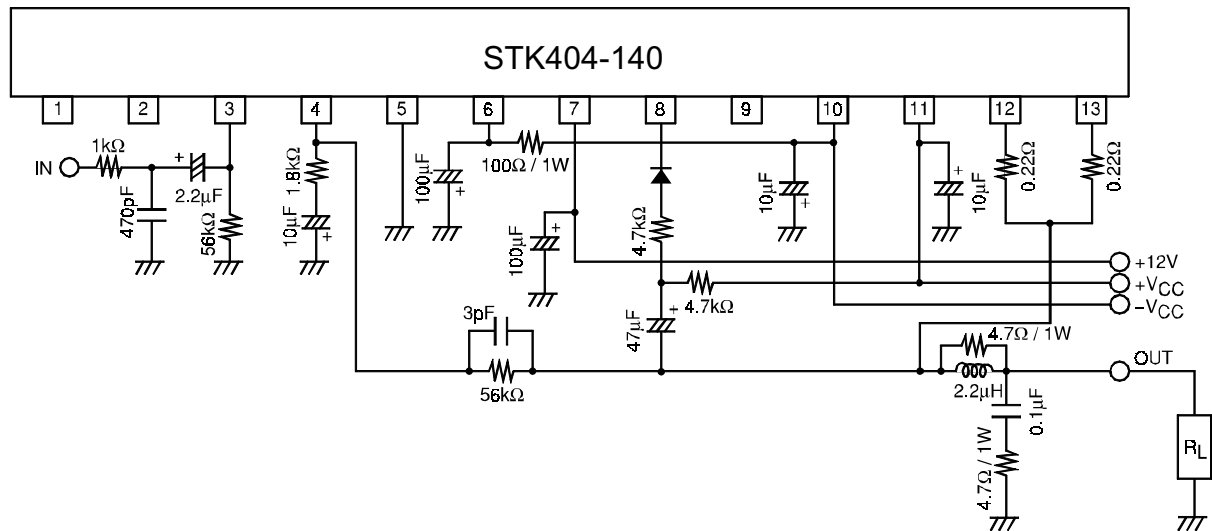 STK404-140
1 2 3 4 5 6 7 8 9 10 11 12 13
IN
1kΩ
470pF
+
2.2μF
56kΩ
1.8kΩ
10μF
+
100μF
+
100Ω / 1W
100μF
+
4.7kΩ
10μF
+
10μF
+
0.22Ω
0.22Ω
+12V
+VCC
−VCC
4.7kΩ
47μF
+
3pF
56kΩ
4.7Ω / 1W
2.2μH
OUT
0.1μF
4.7Ω / 1W
RL